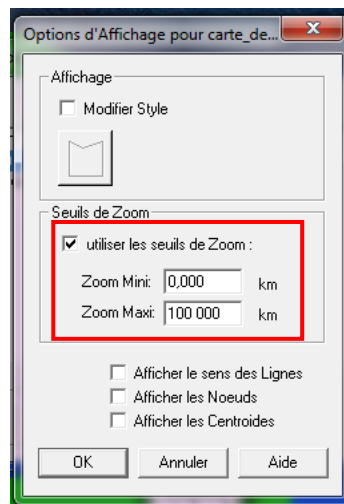 Options d'Affichage pour carte_de...
Affichage
Modifier Style
Seuils de Zoom
utiliser les seuils de Zoom :
Zoom Mini: 0,000 km
Zoom Maxi: 100 000 km
Afficher le sens des Lignes
Afficher les Noeuds
Afficher les Centroides
OK Annuler Aide